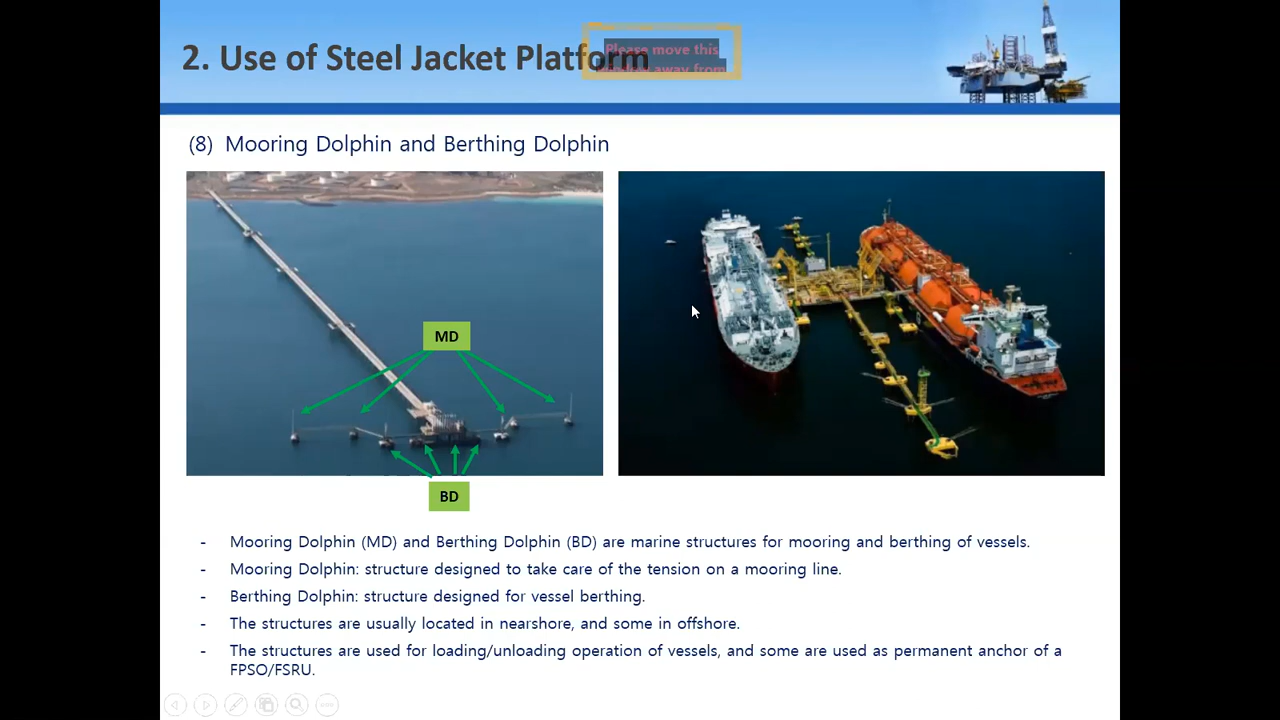 2. Use of Steel Jacket Platform
Please move this
away from
(8) Mooring Dolphin and Berthing Dolphin
MD
BD
- Mooring Dolphin (MD) and Berthing Dolphin (BD) are marine structures for mooring and berthing of vessels.
- Mooring Dolphin: structure designed to take care of the tension on a mooring line.
- Berthing Dolphin: structure designed for vessel berthing.
- The structures are usually located in nearshore, and some in offshore.
- The structures are used for loading/unloading operation of vessels, and some are used as permanent anchor of a
FPSO/FSRU.